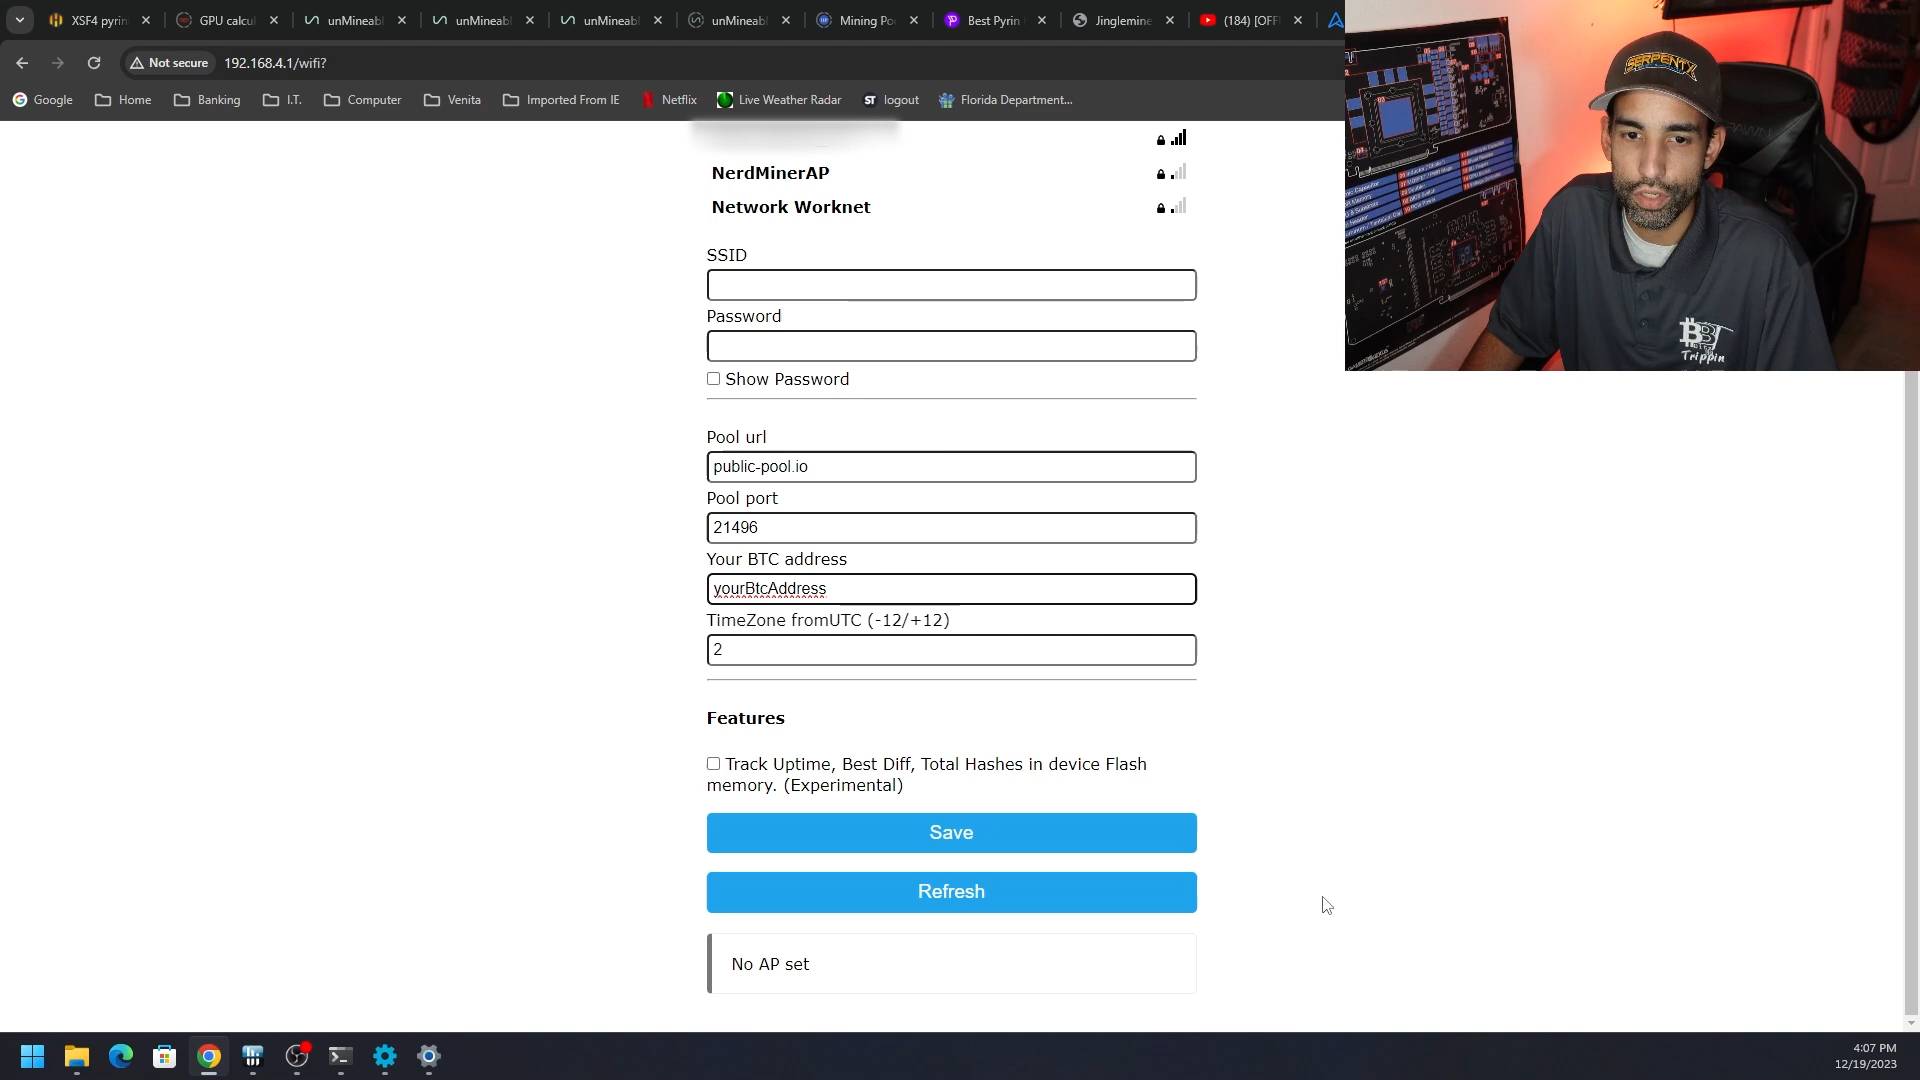 XSF4 pyrin
GPU calcul
unMineabl
unMineabl
unMineabl
unMineabl
Mining Po
Best Pyrin
Jinglemine
(184) [OFF
Not secure
192.168.4.1/wifi?
Google
Home
Banking
I.T.
Computer
Venita
Imported From IE
Netflix
Live Weather Radar
ST logout
Florida Department...
SERPENTX
NerdMinerAP
Network Worknet
SSID
Password
Show Password
Pool url
public-pool.io
Pool port
21496
Your BTC address
yourBtcAddress
TimeZone fromUTC (-12/+12)
2
Features
Track Uptime, Best Diff, Total Hashes in device Flash
memory. (Experimental)
Save
Refresh
No AP set
Trippin
4:07 PM
12/19/2023